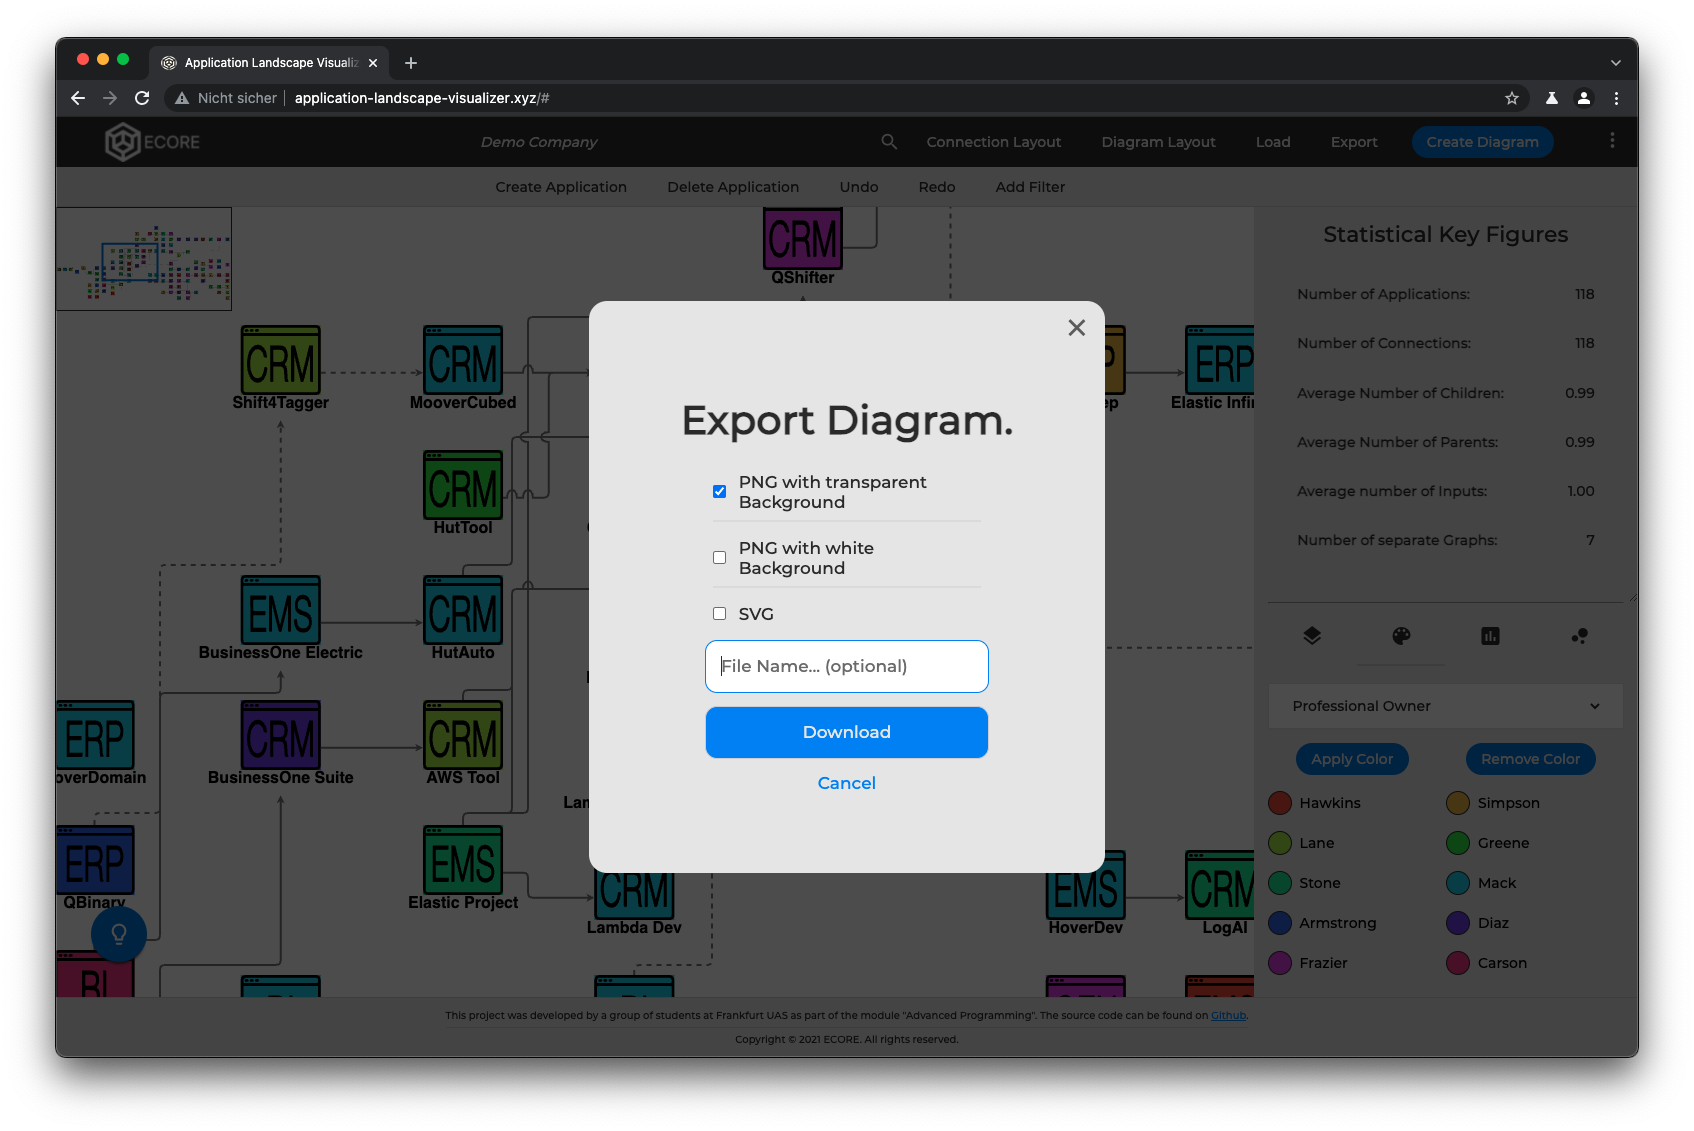 Application Landscape Visualiz
Nicht sicher
application-landscape-visualizer.xyz/#
ECORE
Demo Company
Connection Layout
Diagram Layout
Load
Export
Create Diagram
Create Application
Delete Application
Undo
Redo
Add Filter
CRM
QShifter
CRM
Shift4Tagger
CRM
MooverCubed
ERP
Elastic Infin
CRM
HutTool
EMS
BusinessOne Electric
CRM
HutAuto
ERP
overDomain
CRM
BusinessOne Suite
CRM
AWS Tool
ERP
QBinary
EMS
Elastic Project
CRM
Lambda Dev
EMS
HoverDev
CRM
LogAI
Export Diagram.
PNG with transparent
Background
PNG with white
Background
SVG
File Name... (optional)
Download
Cancel
Statistical Key Figures
Number of Applications: 118
Number of Connections: 118
Average Number of Children: 0.99
Average Number of Parents: 0.99
Average number of Inputs: 1.00
Number of separate Graphs: 7
Professional Owner
Apply Color
Remove Color
Hawkins
Simpson
Lane
Greene
Stone
Mack
Armstrong
Diaz
Frazier
Carson
This project was developed by a group of students at Frankfurt UAS as part of the module "Advanced Programming". The source code can be found on Github.
Copyright © 2021 ECORE. All rights reserved.